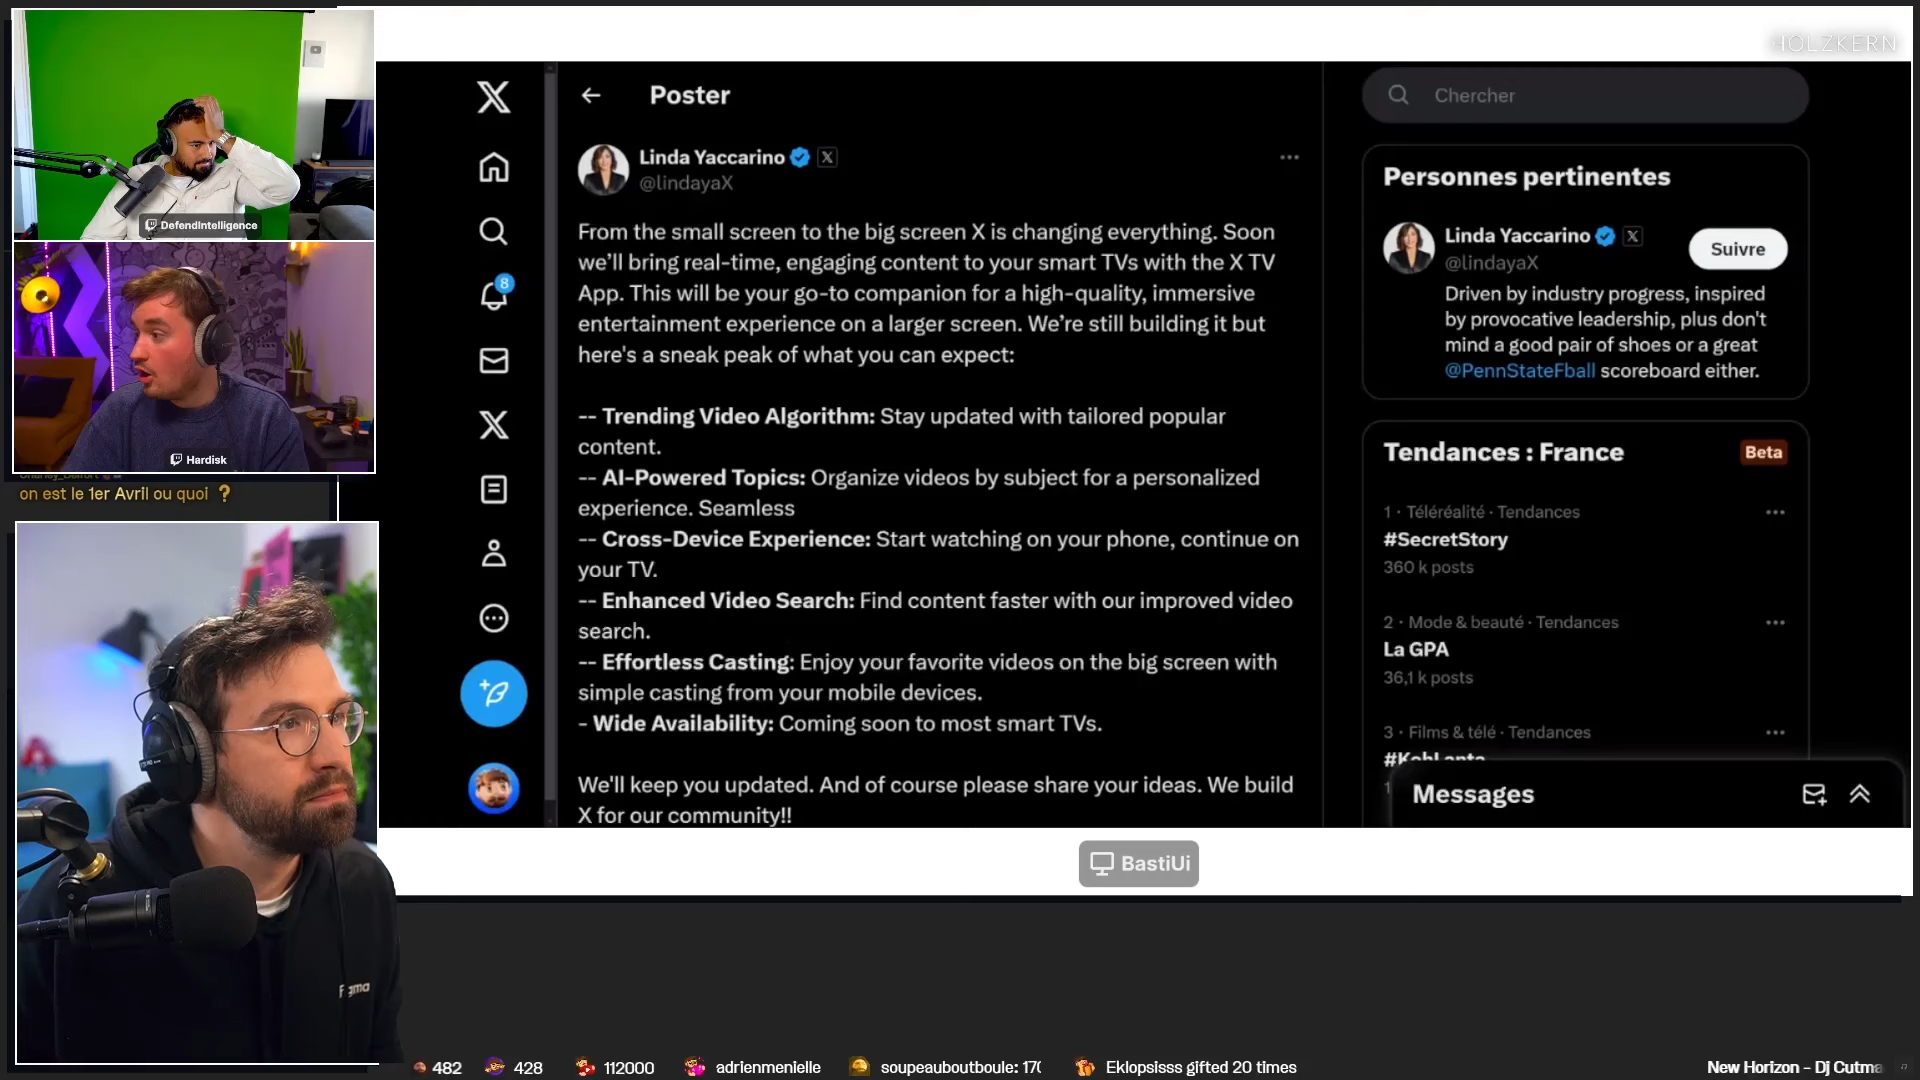 HOLZKERN
DefendIntelligence
Hardisk
on est le 1er Avril ou quoi ?
Figma
Poster
Linda Yaccarino
@lindayaX
From the small screen to the big screen X is changing everything. Soon
we’ll bring real-time, engaging content to your smart TVs with the X TV
App. This will be your go-to companion for a high-quality, immersive
entertainment experience on a larger screen. We’re still building it but
here's a sneak peak of what you can expect:
-- Trending Video Algorithm: Stay updated with tailored popular
content.
-- AI-Powered Topics: Organize videos by subject for a personalized
experience. Seamless
-- Cross-Device Experience: Start watching on your phone, continue on
your TV.
-- Enhanced Video Search: Find content faster with our improved video
search.
-- Effortless Casting: Enjoy your favorite videos on the big screen with
simple casting from your mobile devices.
- Wide Availability: Coming soon to most smart TVs.
We'll keep you updated. And of course please share your ideas. We build
X for our community!!
8
Chercher
Personnes pertinentes
Linda Yaccarino
@lindayaX
Suivre
Driven by industry progress, inspired
by provocative leadership, plus don't
mind a good pair of shoes or a great
@PennStateFball scoreboard either.
Tendances : France Beta
1 · Téléréalité · Tendances
#SecretStory
360 k posts
2 · Mode & beauté · Tendances
La GPA
36,1 k posts
3 · Films & télé · Tendances
#KohLanta
Messages
BastiUi
482 428 112000 adrienmenielle soupeauboutboule: 170 Eklopsisss gifted 20 times
New Horizon - Dj Cutma